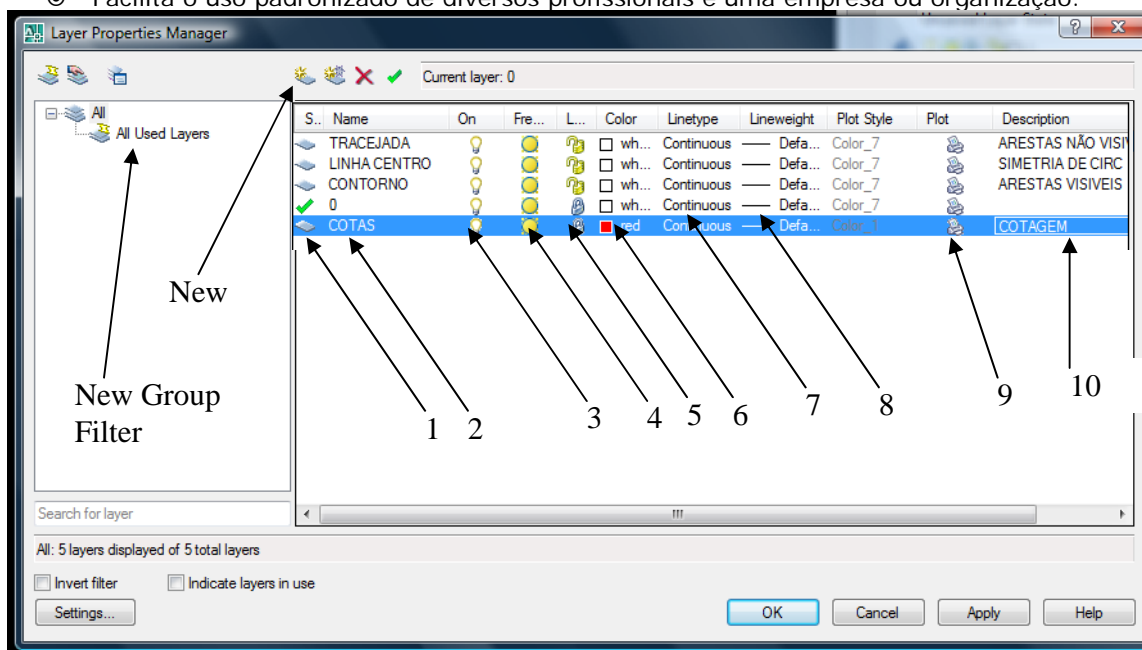 Facilita o uso padronizado de diversos profissionais e uma empresa ou organização.
Layer Properties Manager
Current layer: 0
All
All Used Layers
S.. Name On Fre... L... Color Linetype Lineweight Plot Style Plot Description
TRACEJADA wh... Continuous Defa... Color_7 ARESTAS NÃO VISI
LINHA CENTRO wh... Continuous Defa... Color_7 SIMETRIA DE CIRC
CONTORNO wh... Continuous Defa... Color_7 ARESTAS VISIVEIS
0 wh... Continuous Defa... Color_7
COTAS red Continuous Defa... Color_1 COTAGEM
New
New Group
Filter
1 2 3 4 5 6 7 8 9 10
Search for layer
All: 5 layers displayed of 5 total layers
Invert filter Indicate layers in use
Settings... OK Cancel Apply Help